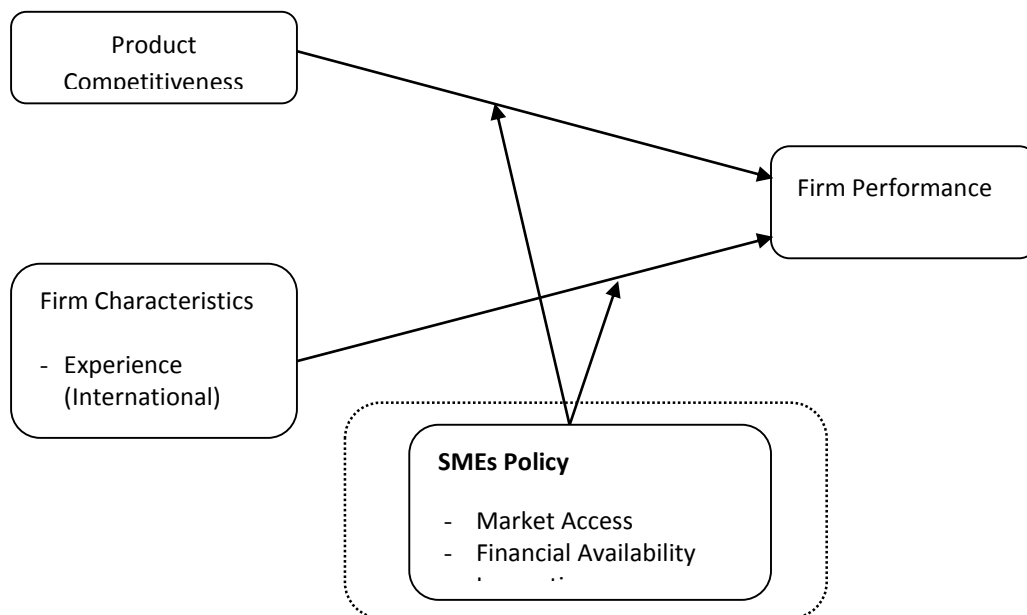 Product
Competitiveness
Firm Performance
Firm Characteristics
- Experience
(International)
SMEs Policy
- Market Access
- Financial Availability